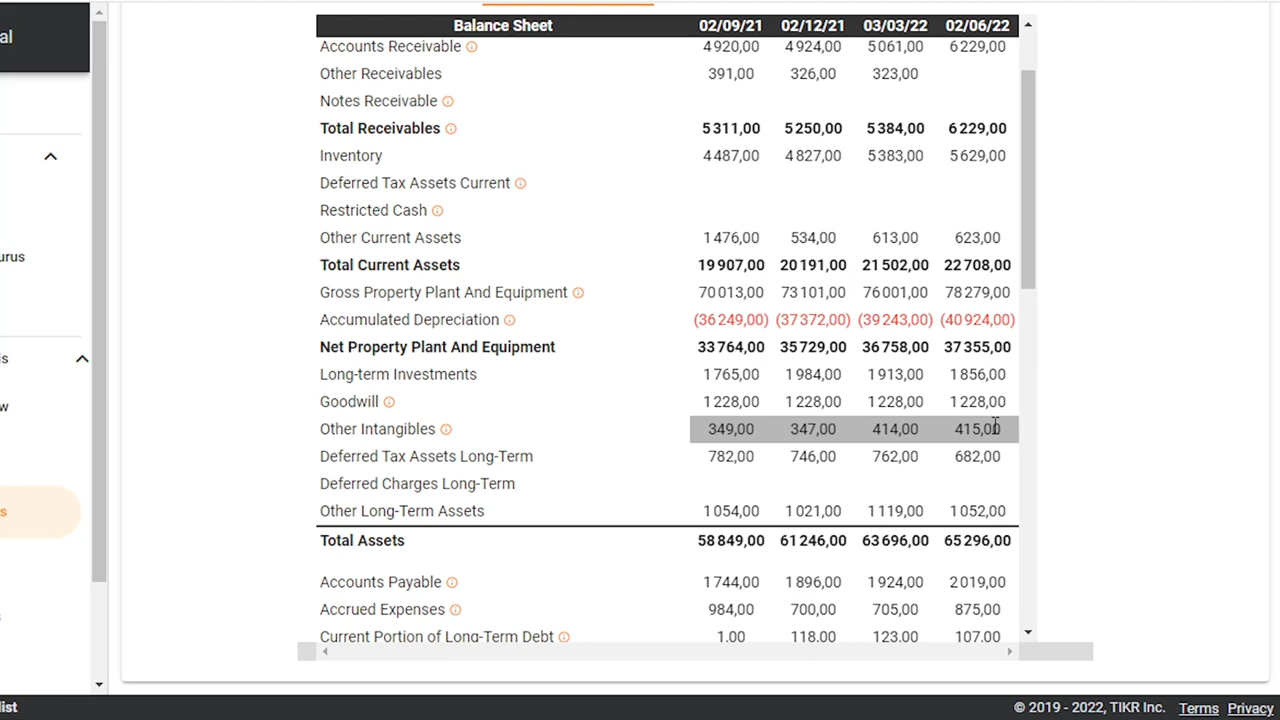 al
urus
is
w
s
list
Balance Sheet 02/09/21 02/12/21 03/03/22 02/06/22
Accounts Receivable 4 920,00 4 924,00 5 061,00 6 229,00
Other Receivables 391,00 326,00 323,00
Notes Receivable
Total Receivables 5 311,00 5 250,00 5 384,00 6 229,00
Inventory 4 487,00 4 827,00 5 383,00 5 629,00
Deferred Tax Assets Current
Restricted Cash
Other Current Assets 1 476,00 534,00 613,00 623,00
Total Current Assets 19 907,00 20 191,00 21 502,00 22 708,00
Gross Property Plant And Equipment 70 013,00 73 101,00 76 001,00 78 279,00
Accumulated Depreciation (36 249,00) (37 372,00) (39 243,00) (40 924,00)
Net Property Plant And Equipment 33 764,00 35 729,00 36 758,00 37 355,00
Long-term Investments 1 765,00 1 984,00 1 913,00 1 856,00
Goodwill 1 228,00 1 228,00 1 228,00 1 228,00
Other Intangibles 349,00 347,00 414,00 415,00
Deferred Tax Assets Long-Term 782,00 746,00 762,00 682,00
Deferred Charges Long-Term
Other Long-Term Assets 1 054,00 1 021,00 1 119,00 1 052,00
Total Assets 58 849,00 61 246,00 63 696,00 65 296,00
Accounts Payable 1 744,00 1 896,00 1 924,00 2 019,00
Accrued Expenses 984,00 700,00 705,00 875,00
Current Portion of Long-Term Debt 1,00 118,00 123,00 107,00
© 2019 - 2022, TIKR Inc. Terms Privacy